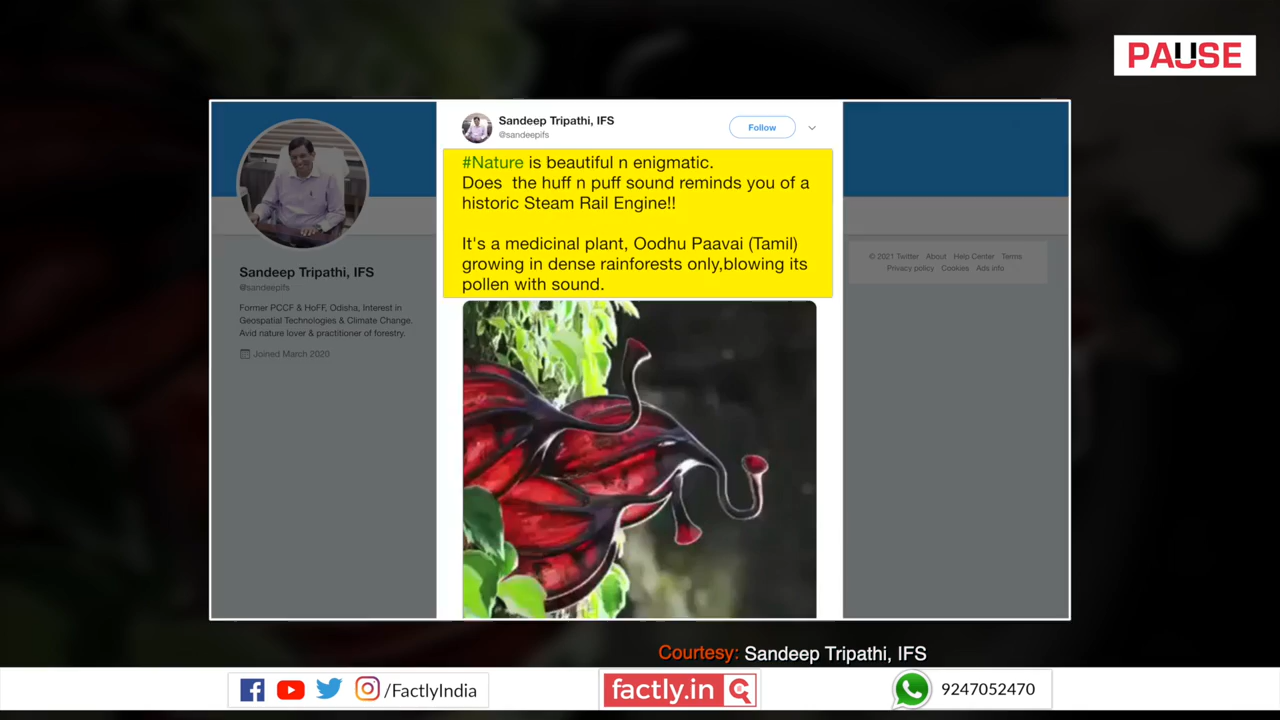 PAUSE
Sandeep Tripathi, IFS
@sandeepifs
Follow
#Nature is beautiful n enigmatic.
Does the huff n puff sound reminds you of a
historic Steam Rail Engine!!
It's a medicinal plant, Oodhu Paavai (Tamil)
growing in dense rainforests only,blowing its
pollen with sound.
Sandeep Tripathi, IFS
@sandeepifs
Former PCCF & HoFF, Odisha, Interest in
Geospatial Technologies & Climate Change.
Avid nature lover & practitioner of forestry.
Joined March 2020
© 2021 Twitter About Help Center Terms
Privacy policy Cookies Ads info
Courtesy: Sandeep Tripathi, IFS
/FactlyIndia
factly.in
9247052470